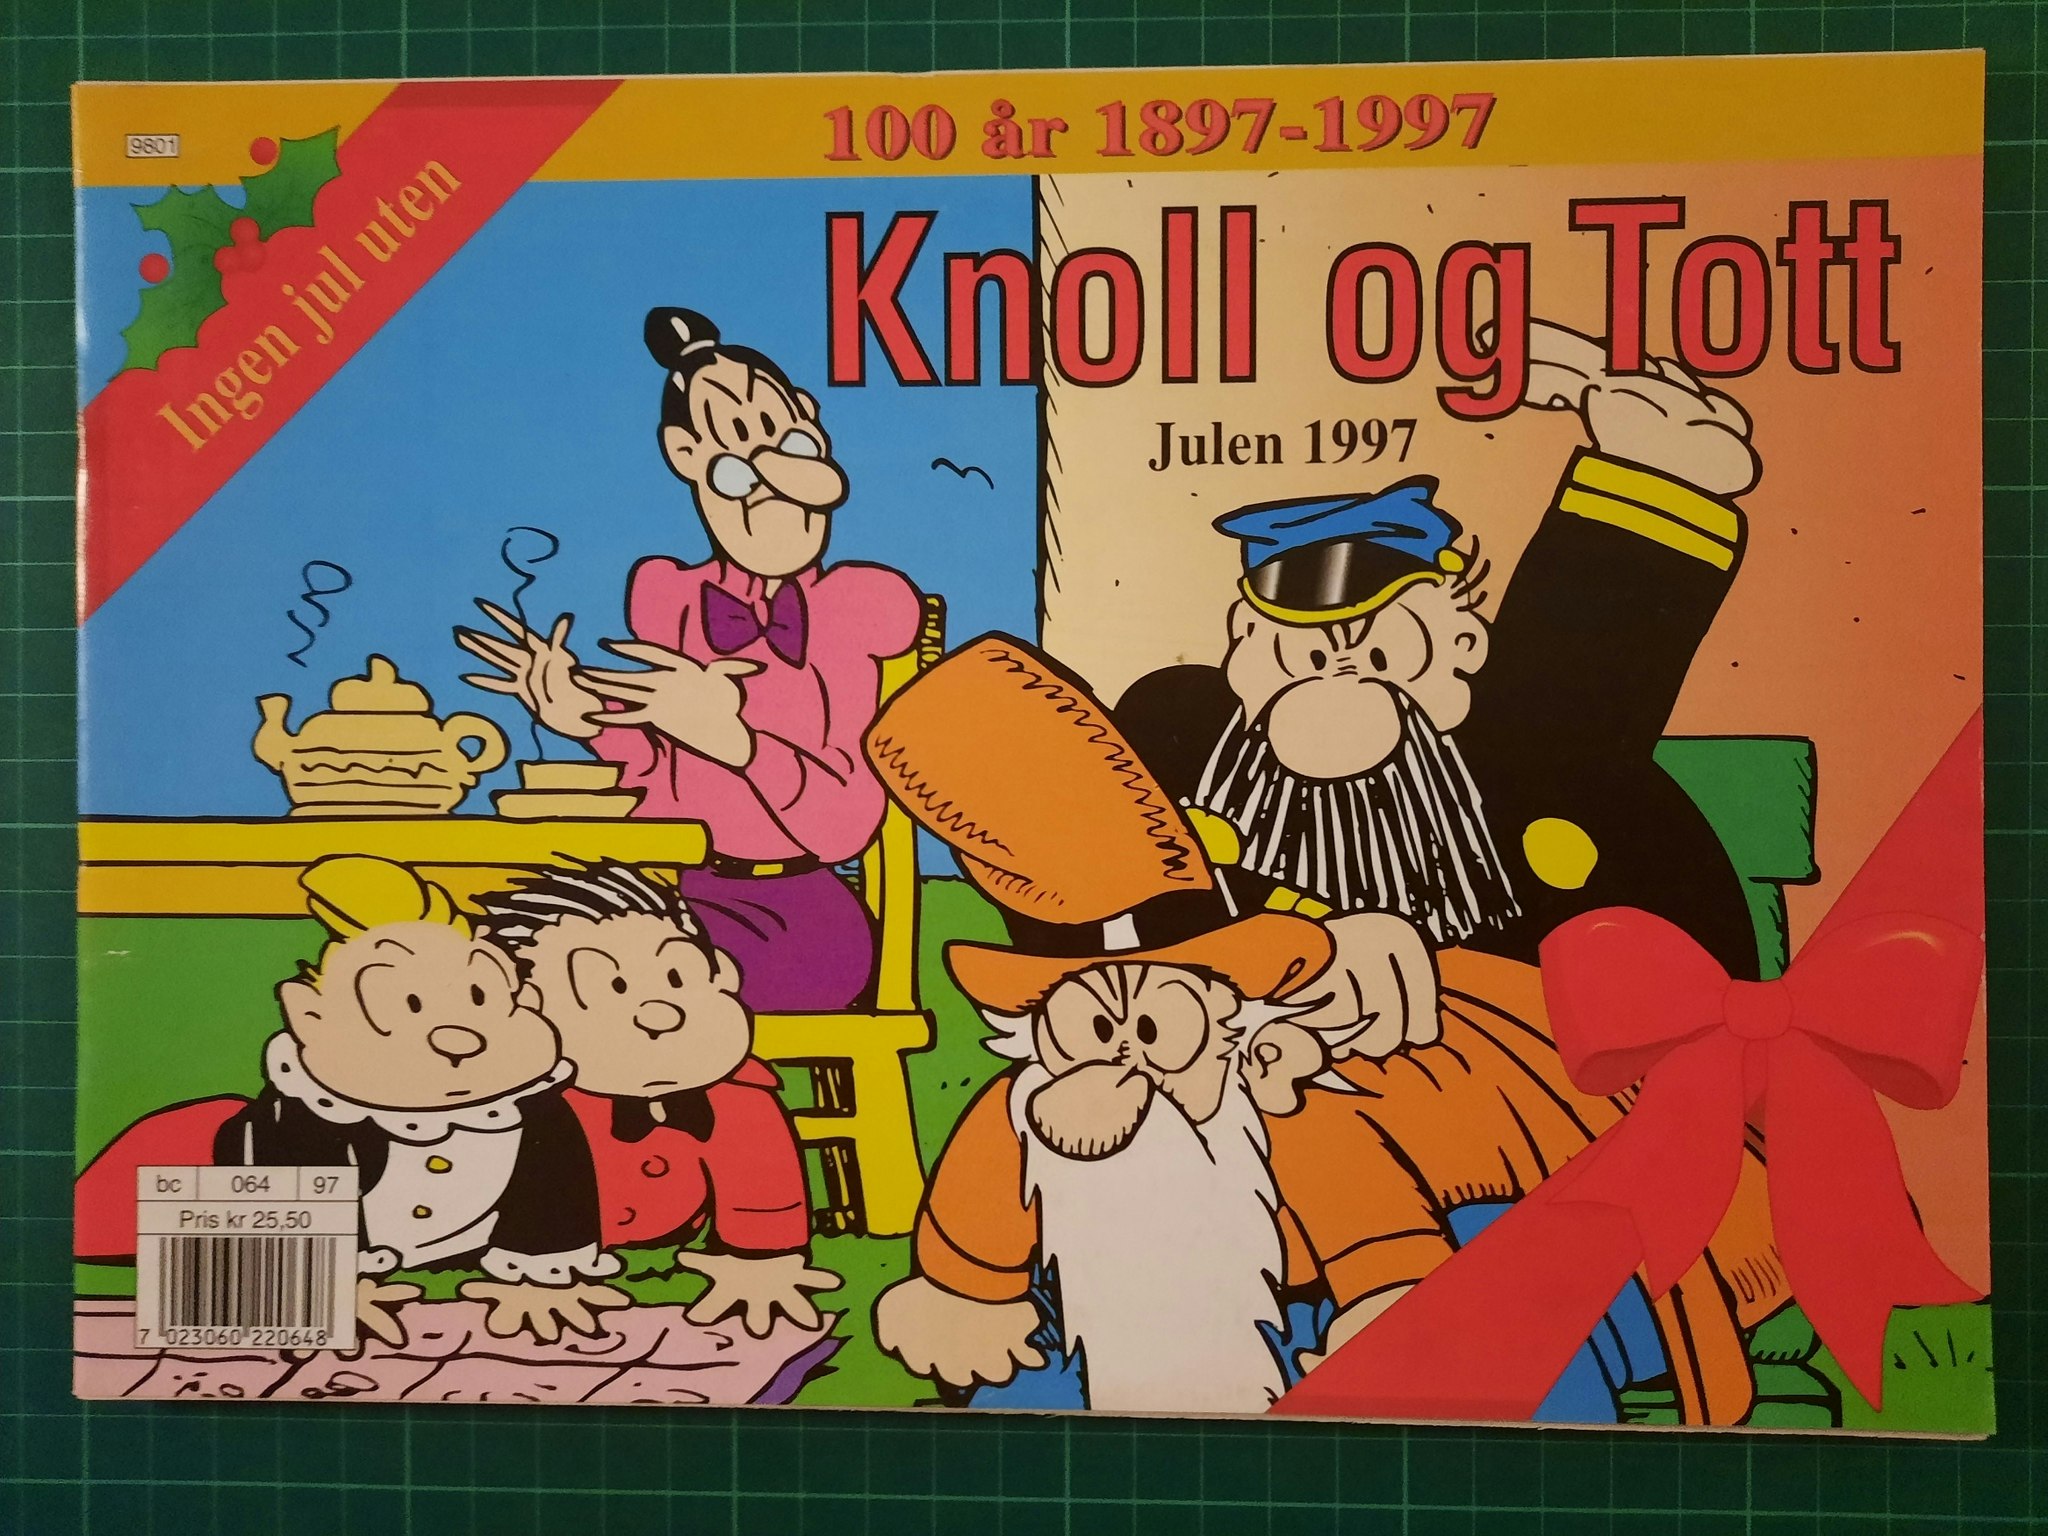 100 år 1897-1997
9801
Ingen jul uten
Knoll og Tott
Julen 1997
bc 064 97
Pris kr 25,50
7 023060 220648